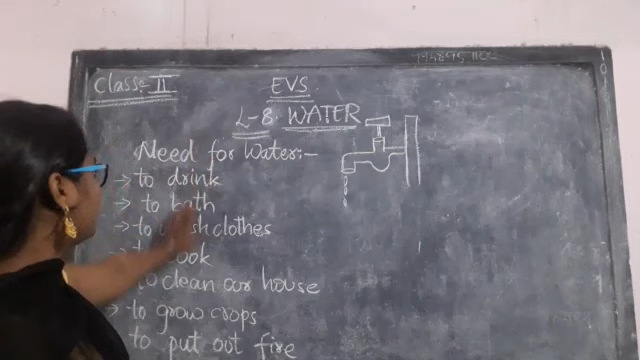 Class:- II
EVS
L-8. WATER
Need for Water:-
→ to drink
→ to bath
→ to wash clothes
to cook
to clean our house
→ to grow crops
to put out fire